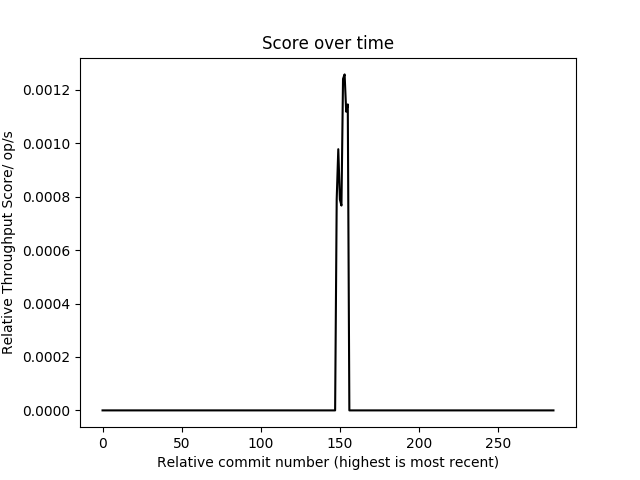 Score over time
Relative Throughput Score/ op/s
0.0012
0.0010
0.0008
0.0006
0.0004
0.0002
0.0000
0 50 100 150 200 250
Relative commit number (highest is most recent)